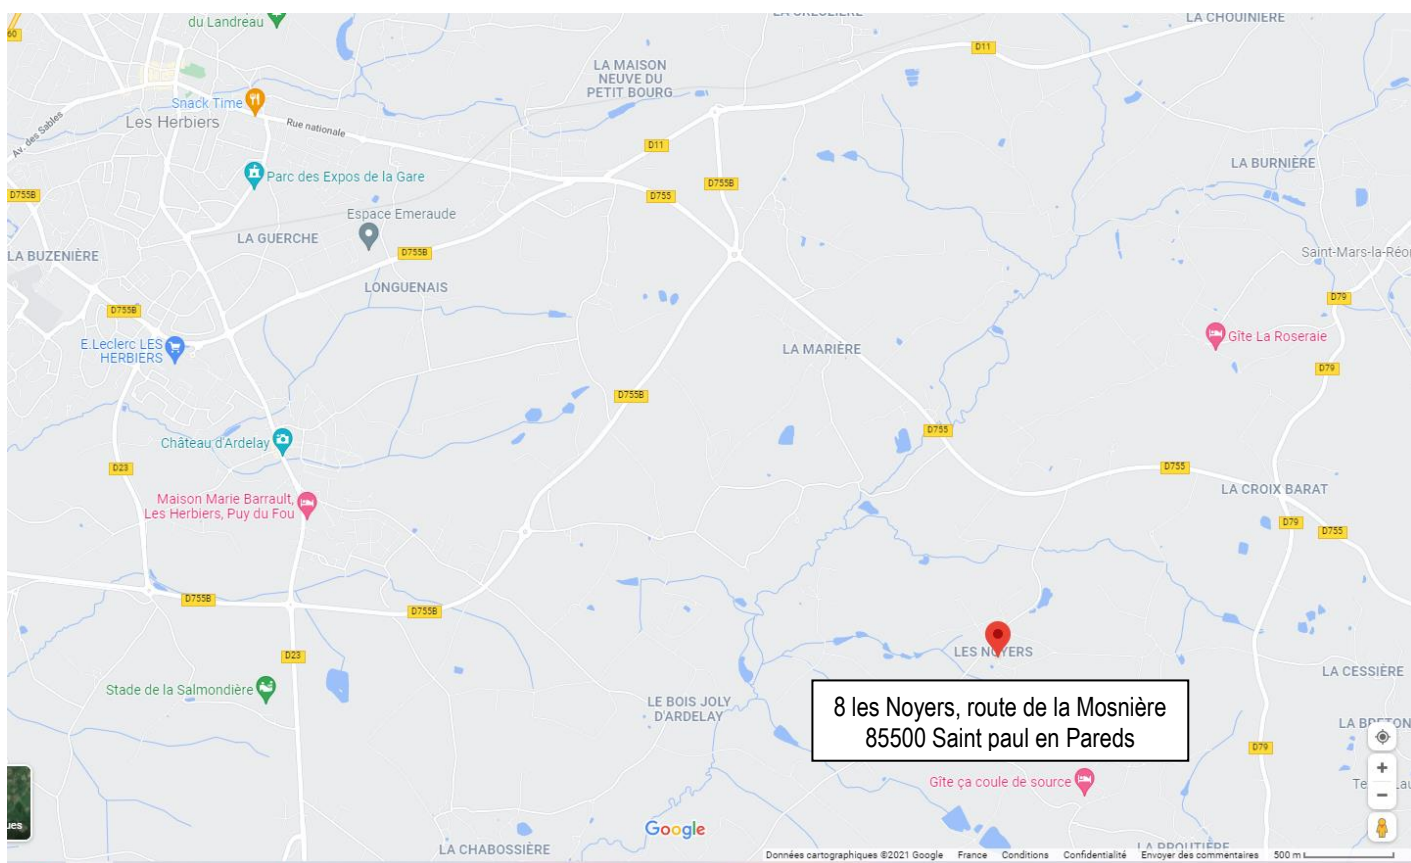 du Landreau
LA CHOUINIÈRE
60
D11
LA MAISON
NEUVE DU
PETIT BOURG
Snack Time
Les Herbiers
Rue nationale
Av. des Sables
D11
LA BURNIÈRE
Parc des Expos de la Gare
D755B
D755B
D755
Espace Emeraude
LA GUERCHE
D755B
LA BUZENIÈRE
Saint-Mars-la-Réor
LONGUENAIS
D79
D755B
E.Leclerc LES
HERBIERS
Gîte La Roseraie
LA MARIÈRE
D79
D755B
Château d'Ardelay
D755
D23
D755
Maison Marie Barrault,
Les Herbiers, Puy du Fou
LA CROIX BARAT
D79
D755
D755B
D755B
LES NOYERS
D23
LA CESSIÈRE
Stade de la Salmondière
LE BOIS JOLY
D'ARDELAY
8 les Noyers, route de la Mosnière
85500 Saint paul en Pareds
D79
Gîte ça coule de source
Google
LA CHABOSSIÈRE
LA PROUTIÈRE
Données cartographiques ©2021 Google France Conditions Confidentialité Envoyer des commentaires 500 m